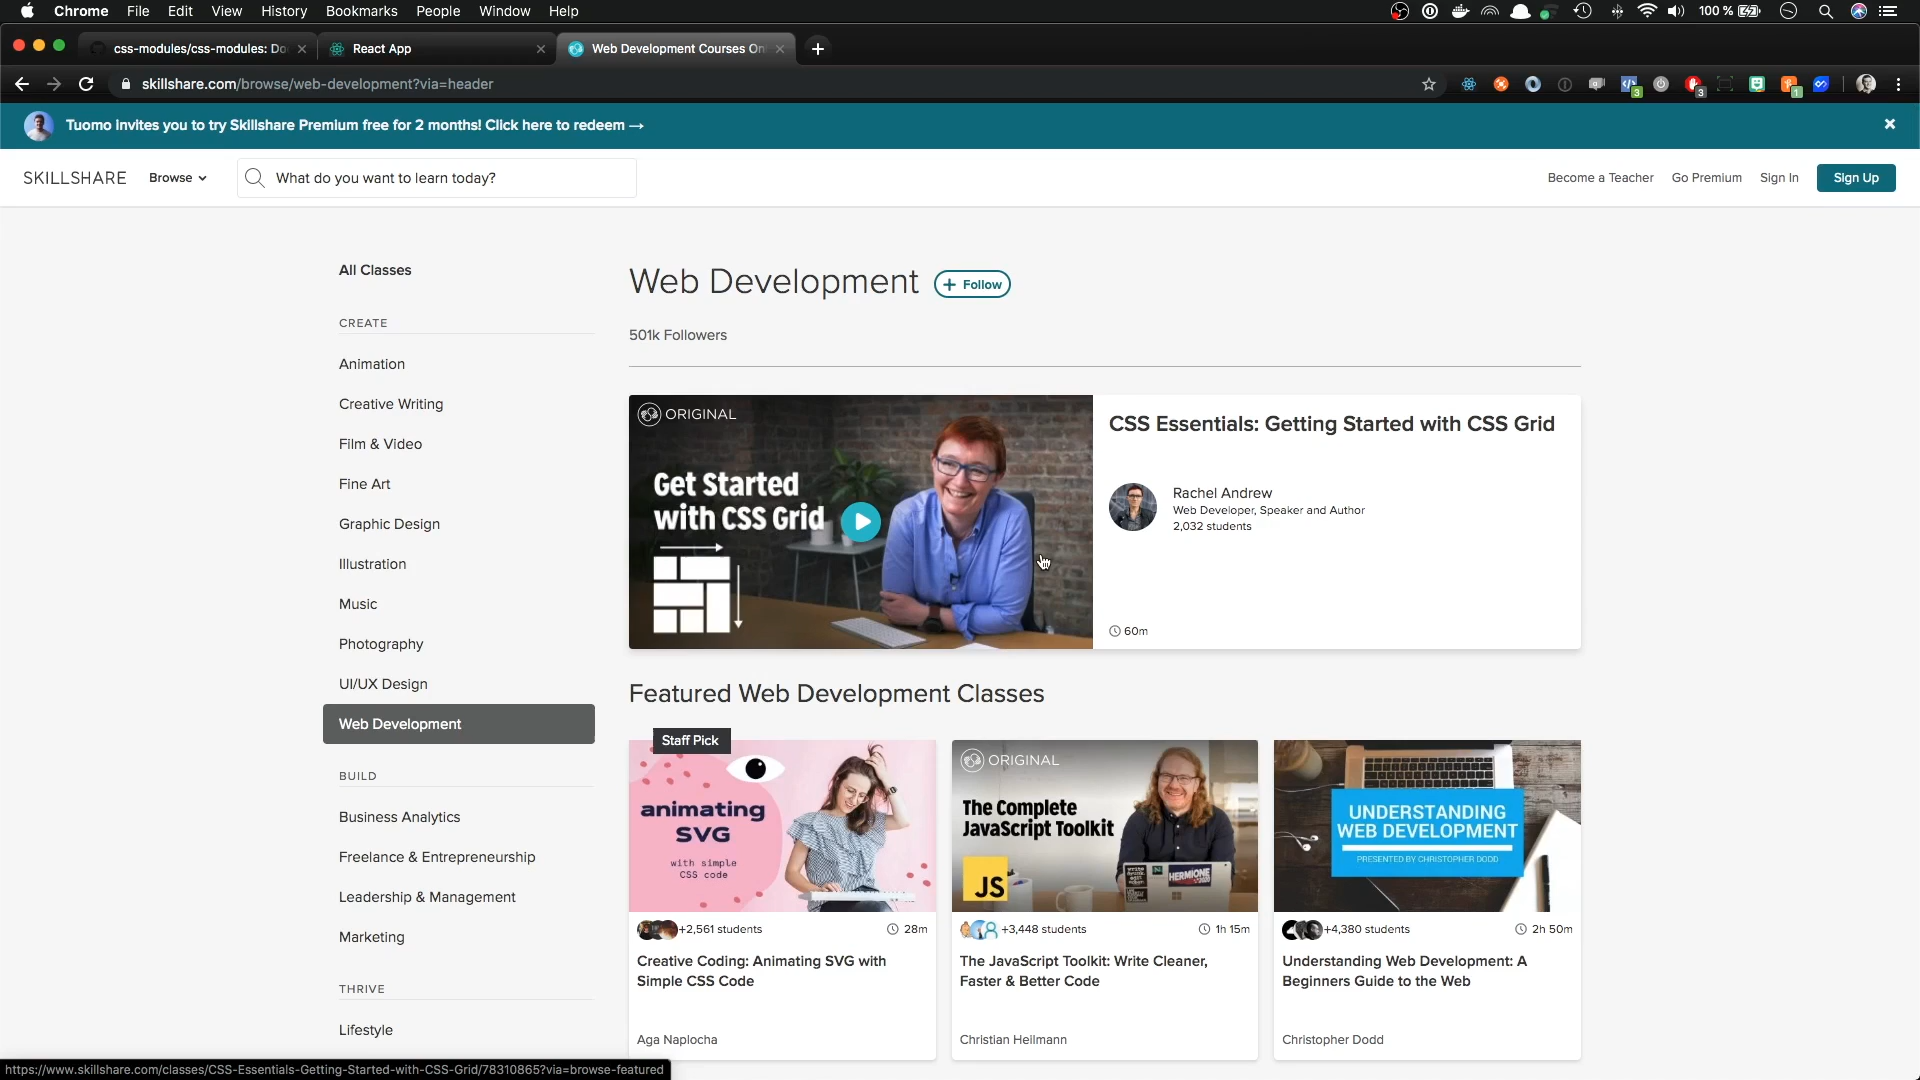 Chrome File Edit View History Bookmarks People Window Help
100 %
css-modules/css-modules: Do
React App
Web Development Courses On
skillshare.com/browse/web-development?via=header
3
3
1
Tuomo invites you to try Skillshare Premium free for 2 months! Click here to redeem →
SKILLSHARE
Browse
What do you want to learn today?
Become a Teacher
Go Premium
Sign In
Sign Up
All Classes
CREATE
Animation
Creative Writing
Film & Video
Fine Art
Graphic Design
Illustration
Music
Photography
UI/UX Design
Web Development
BUILD
Business Analytics
Freelance & Entrepreneurship
Leadership & Management
Marketing
THRIVE
Lifestyle
Web Development
+ Follow
501k Followers
ORIGINAL
Get Started
with CSS Grid
CSS Essentials: Getting Started with CSS Grid
Rachel Andrew
Web Developer, Speaker and Author
2,032 students
60m
Featured Web Development Classes
Staff Pick
animating
SVG
with simple
CSS code
+2,561 students
28m
Creative Coding: Animating SVG with
Simple CSS Code
Aga Naplocha
ORIGINAL
The Complete
JavaScript Toolkit
JS
HERMIONE
+3,448 students
1h 15m
The JavaScript Toolkit: Write Cleaner,
Faster & Better Code
Christian Heilmann
UNDERSTANDING
WEB DEVELOPMENT
PRESENTED BY CHRISTOPHER DODD
+4,380 students
2h 50m
Understanding Web Development: A
Beginners Guide to the Web
Christopher Dodd
https://www.skillshare.com/classes/CSS-Essentials-Getting-Started-with-CSS-Grid/78310865?via=browse-featured